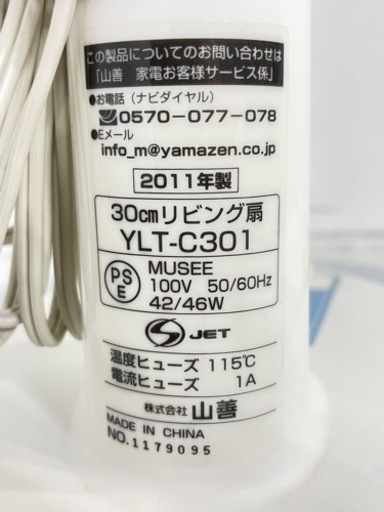 この製品についてのお問い合わせは
「山善 家電お客様サービス係」
●お電話（ナビダイヤル）
0570-077-078
●Eメール
info_m@yamazen.co.jp
2011年製
30cmリビング扇
YLT-C301
PS
E
MUSEE
100V 50/60Hz
42/46W
JET
温度ヒューズ 115℃
電流ヒューズ 1A
株式会社 山善
MADE IN CHINA
NO.1179095